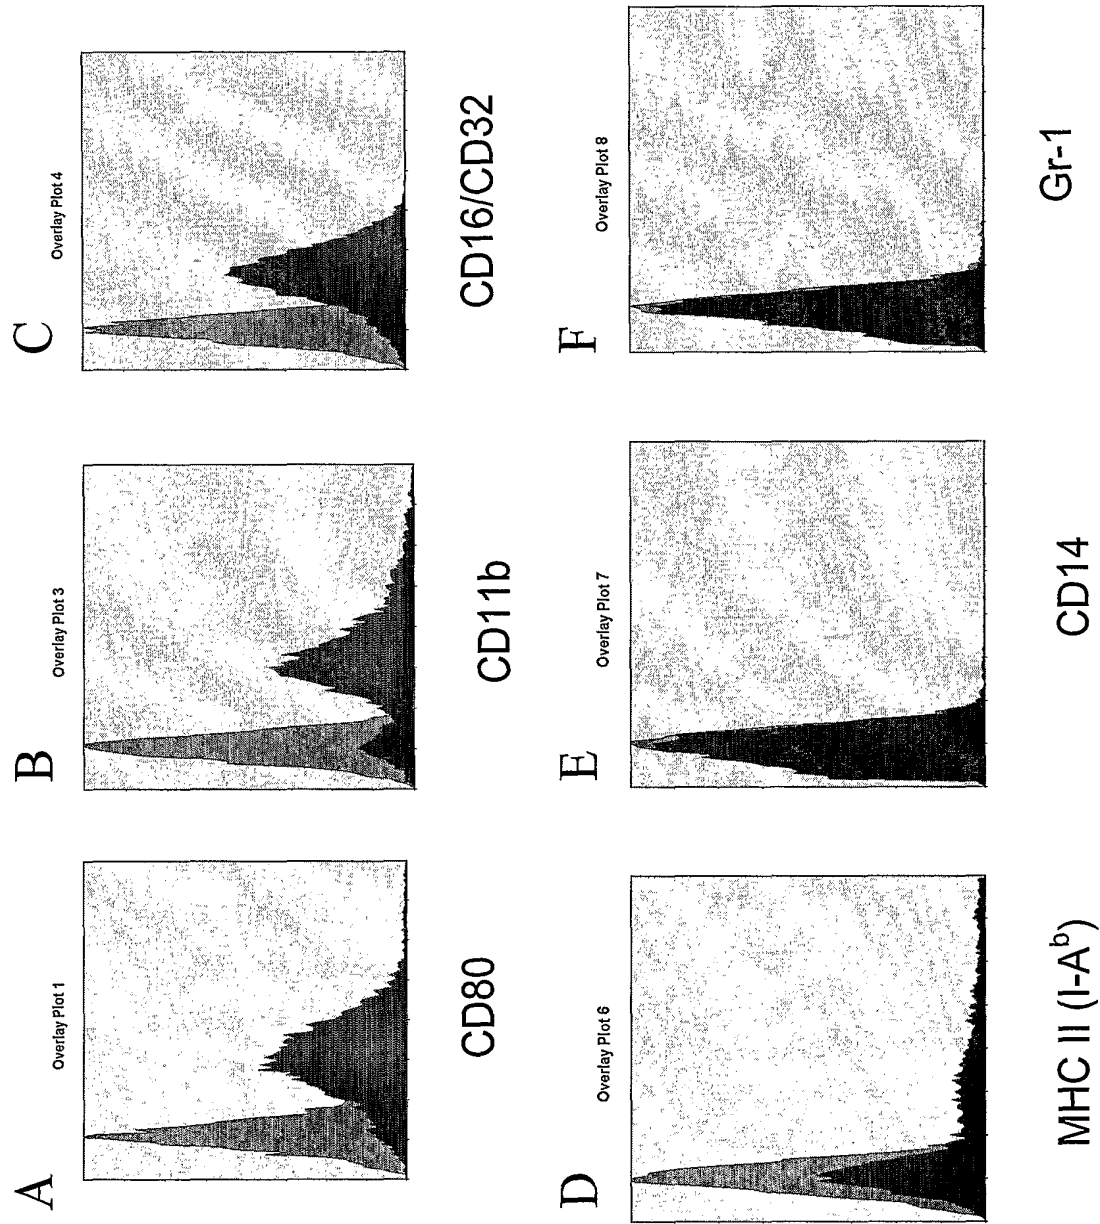 A
Overlay Plot 1
CD80
B
Overlay Plot 3
CD11b
C
Overlay Plot 4
CD16/CD32
D
Overlay Plot 6
MHC II (I-Aᵇ)
E
Overlay Plot 7
CD14
F
Overlay Plot 8
Gr-1